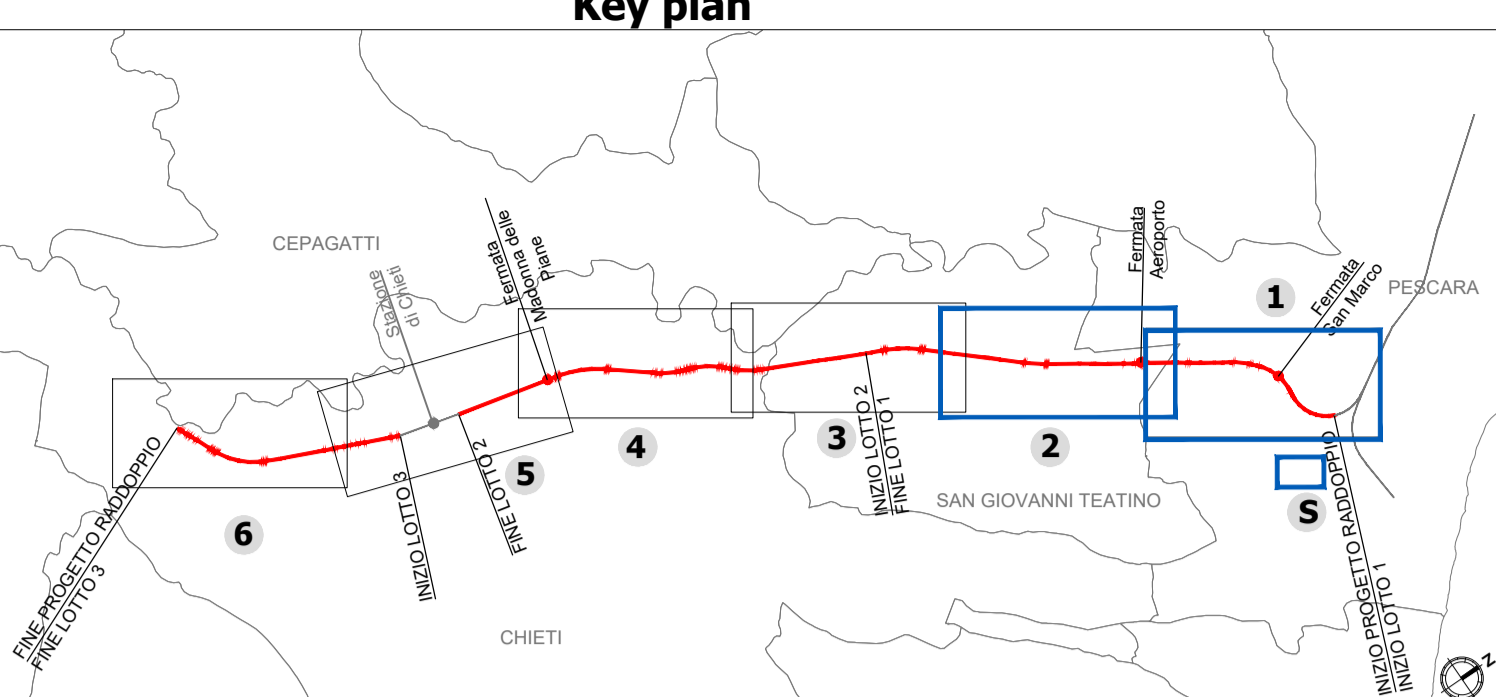 Key plan
CEPAGATTI
Stazione
di Chieti
Fermata
Madonna delle
Piane
Fermata
Aeroporto
1
Fermata
San Marco
PESCARA
INIZIO LOTTO 2
FINE LOTTO 1
3
4
2
5
FINE LOTTO 2
INIZIO LOTTO 3
6
SAN GIOVANNI TEATINO
S
FINE PROGETTO RADDOPPIO
FINE LOTTO 3
INIZIO PROGETTO RADDOPPIO
INIZIO LOTTO 1
CHIETI
N